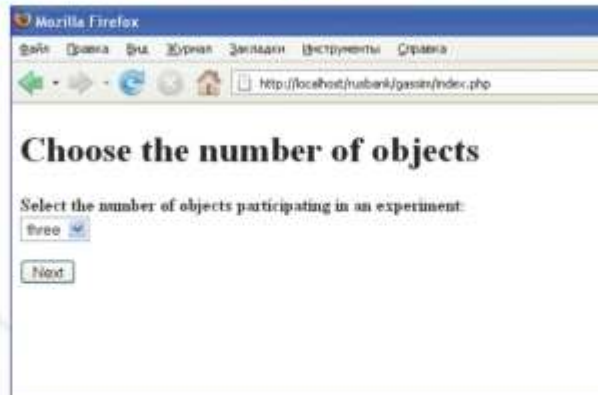 Mozilla Firefox
Файл Правка Вид Журнал Закладки Инструменты Справка
http://localhost/rusbank/gassim/index.php
Choose the number of objects
Select the number of objects participating in an experiment:
three
Next